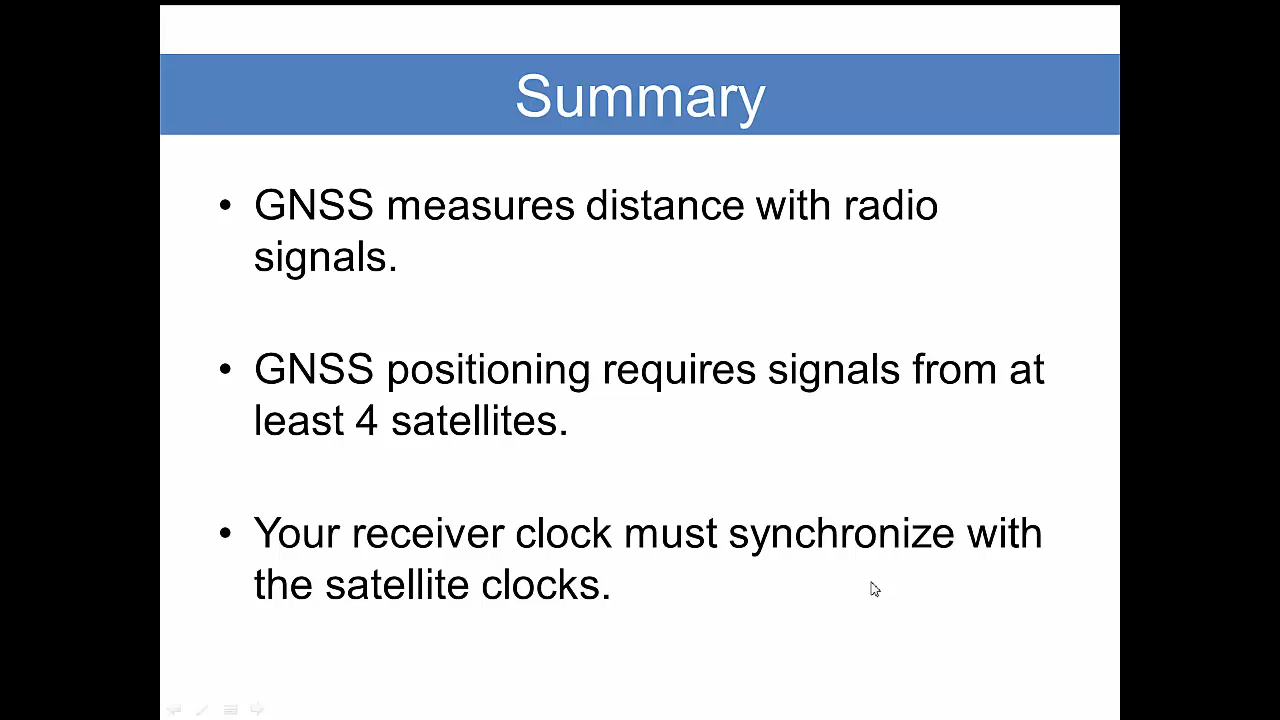 Summary
• GNSS measures distance with radio
signals.
• GNSS positioning requires signals from at
least 4 satellites.
• Your receiver clock must synchronize with
the satellite clocks.